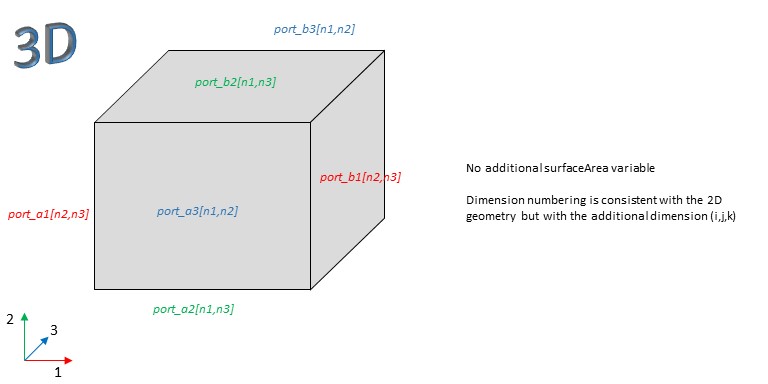 3D
port_b3[n1,n2]
port_b2[n1,n3]
port_b1[n2,n3]
port_a1[n2,n3]
port_a3[n1,n2]
port_a2[n1,n3]
No additional surfaceArea variable
Dimension numbering is consistent with the 2D
geometry but with the additional dimension (i,j,k)
2
3
1